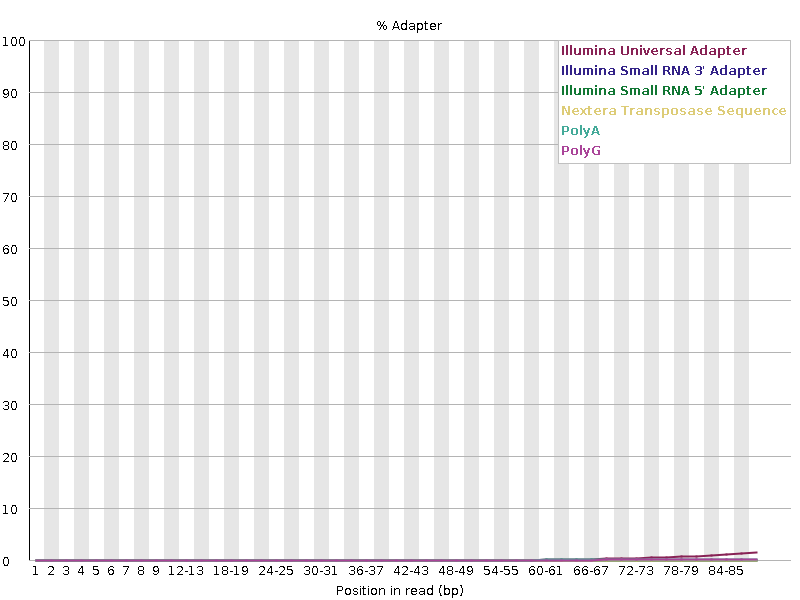 % Adapter
100
Illumina Universal Adapter
Illumina Small RNA 3' Adapter
90
Illumina Small RNA 5' Adapter
Nextera Transposase Sequence
PolyA
80
PolyG
70
60
50
40
30
20
10
0
1 2 3 4 5 6 7 8 9 12-13 18-19 24-25 30-31 36-37 42-43 48-49 54-55 60-61 66-67 72-73 78-79 84-85
Position in read (bp)